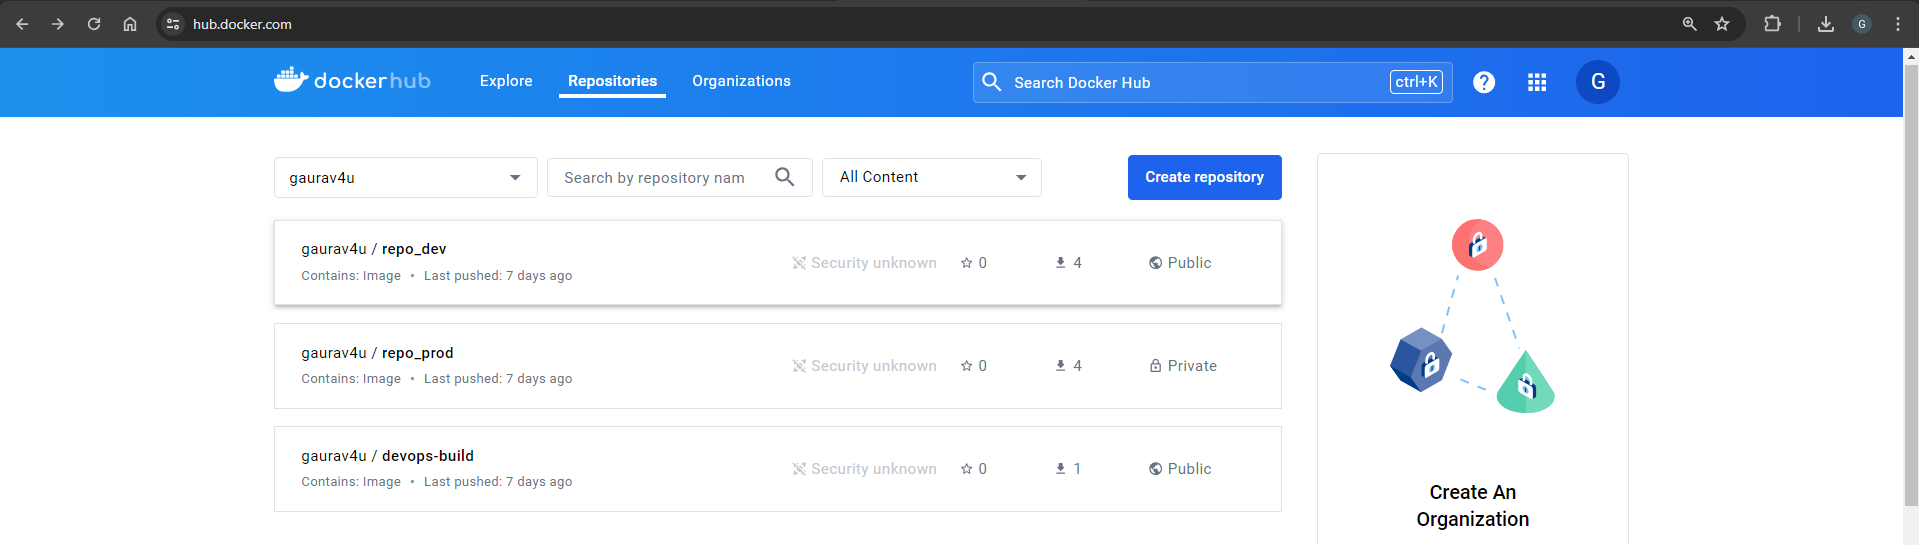 hub.docker.com
G
dockerhub Explore Repositories Organizations
Search Docker Hub ctrl+K
? G
gaurav4u
Search by repository nam
All Content
Create repository
gaurav4u / repo_dev
Contains: Image • Last pushed: 7 days ago
Security unknown 0 4 Public
gaurav4u / repo_prod
Contains: Image • Last pushed: 7 days ago
Security unknown 0 4 Private
gaurav4u / devops-build
Contains: Image • Last pushed: 7 days ago
Security unknown 0 1 Public
Create An
Organization